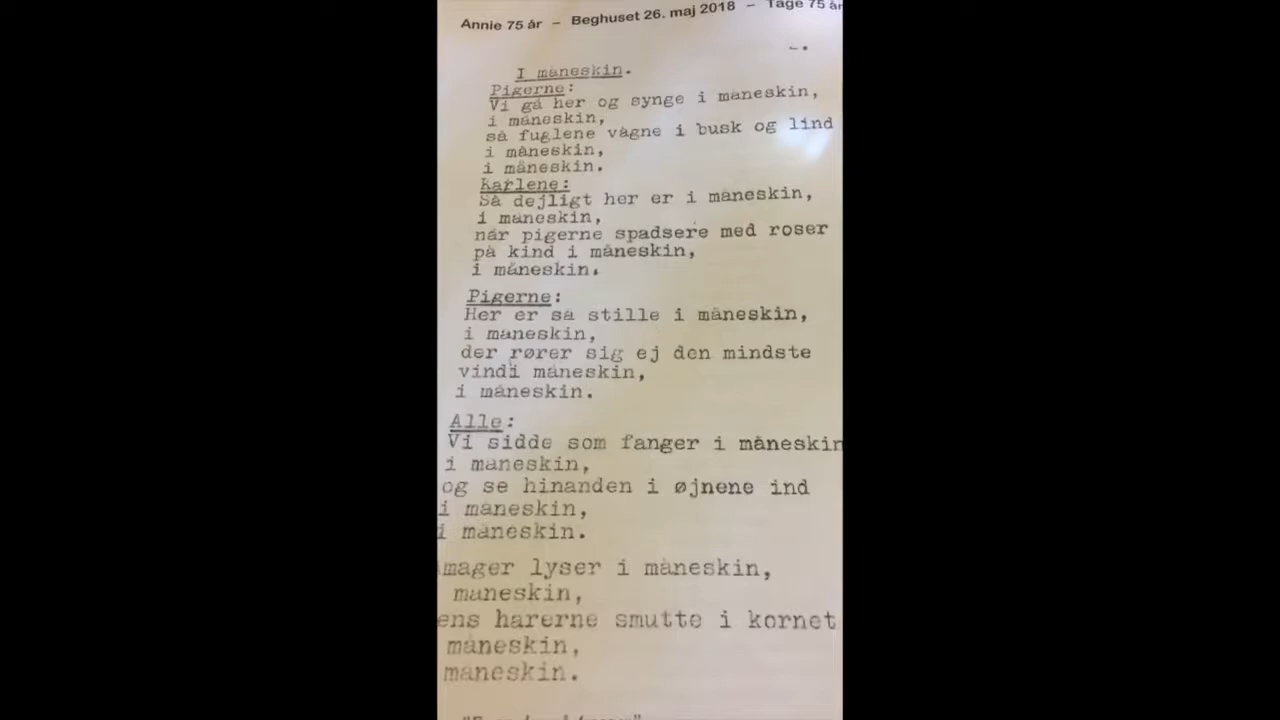 Annie 75 år – Beghuset 26. maj 2018 – Tage 75 år
I måneskin.
Pigerne:
Vi gå her og synge i måneskin,
i måneskin,
så fuglene vågne i busk og lind
i måneskin,
i måneskin.
Karlene:
Så dejligt her er i måneskin,
i måneskin,
når pigerne spadsere med roser
på kind i måneskin,
i måneskin.
Pigerne:
Her er så stille i måneskin,
i måneskin,
der rører sig ej den mindste
vindi måneskin,
i måneskin.
Alle:
Vi sidde som fanger i måneskin
i måneskin,
og se hinanden i øjnene ind
i måneskin,
i måneskin.
mager lyser i måneskin,
måneskin,
ens harerne smutte i kornet
måneskin,
måneskin.